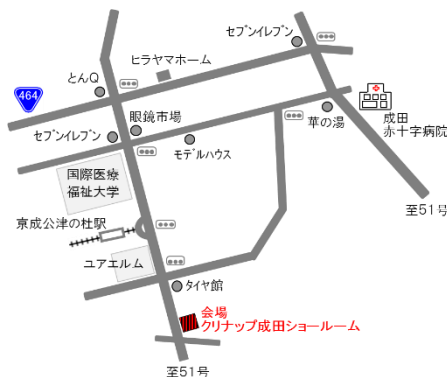 セブンイレブン
ヒラヤマホーム
とんQ
464
セブンイレブン
眼鏡市場
モデルハウス
華の湯
成田
赤十字病院
国際医療
福祉大学
至51号
京成公津の杜駅
ユアエルム
タイヤ館
会場
クリナップ成田ショールーム
至51号